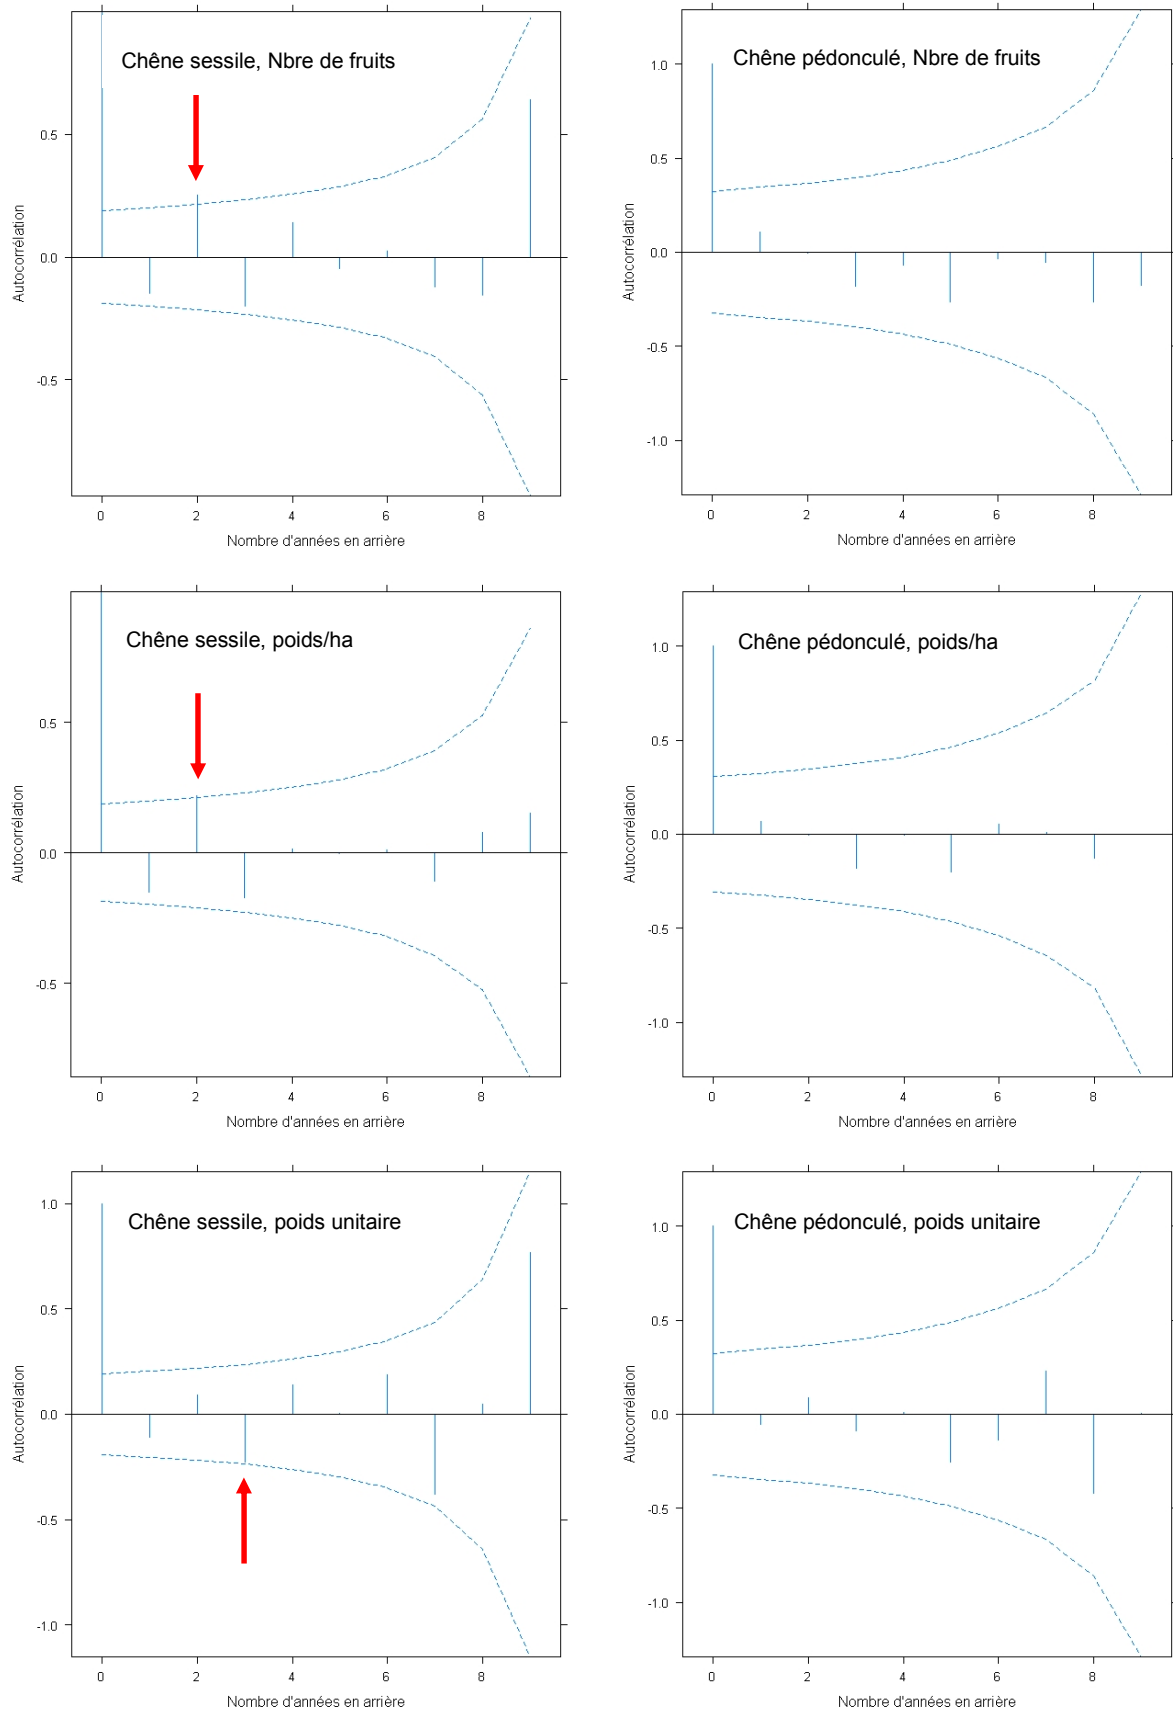 Chêne sessile, Nbre de fruits
0.5
0.0
-0.5
Autocorrélation
0 2 4 6 8
Nombre d'années en arrière
Chêne pédonculé, Nbre de fruits
1.0
0.5
0.0
-0.5
-1.0
Autocorrélation
0 2 4 6 8
Nombre d'années en arrière
Chêne sessile, poids/ha
0.5
0.0
-0.5
Autocorrélation
0 2 4 6 8
Nombre d'années en arrière
Chêne pédonculé, poids/ha
1.0
0.5
0.0
-0.5
-1.0
Autocorrélation
0 2 4 6 8
Nombre d'années en arrière
Chêne sessile, poids unitaire
1.0
0.5
0.0
-0.5
-1.0
Autocorrélation
0 2 4 6 8
Nombre d'années en arrière
Chêne pédonculé, poids unitaire
1.0
0.5
0.0
-0.5
-1.0
Autocorrélation
0 2 4 6 8
Nombre d'années en arrière